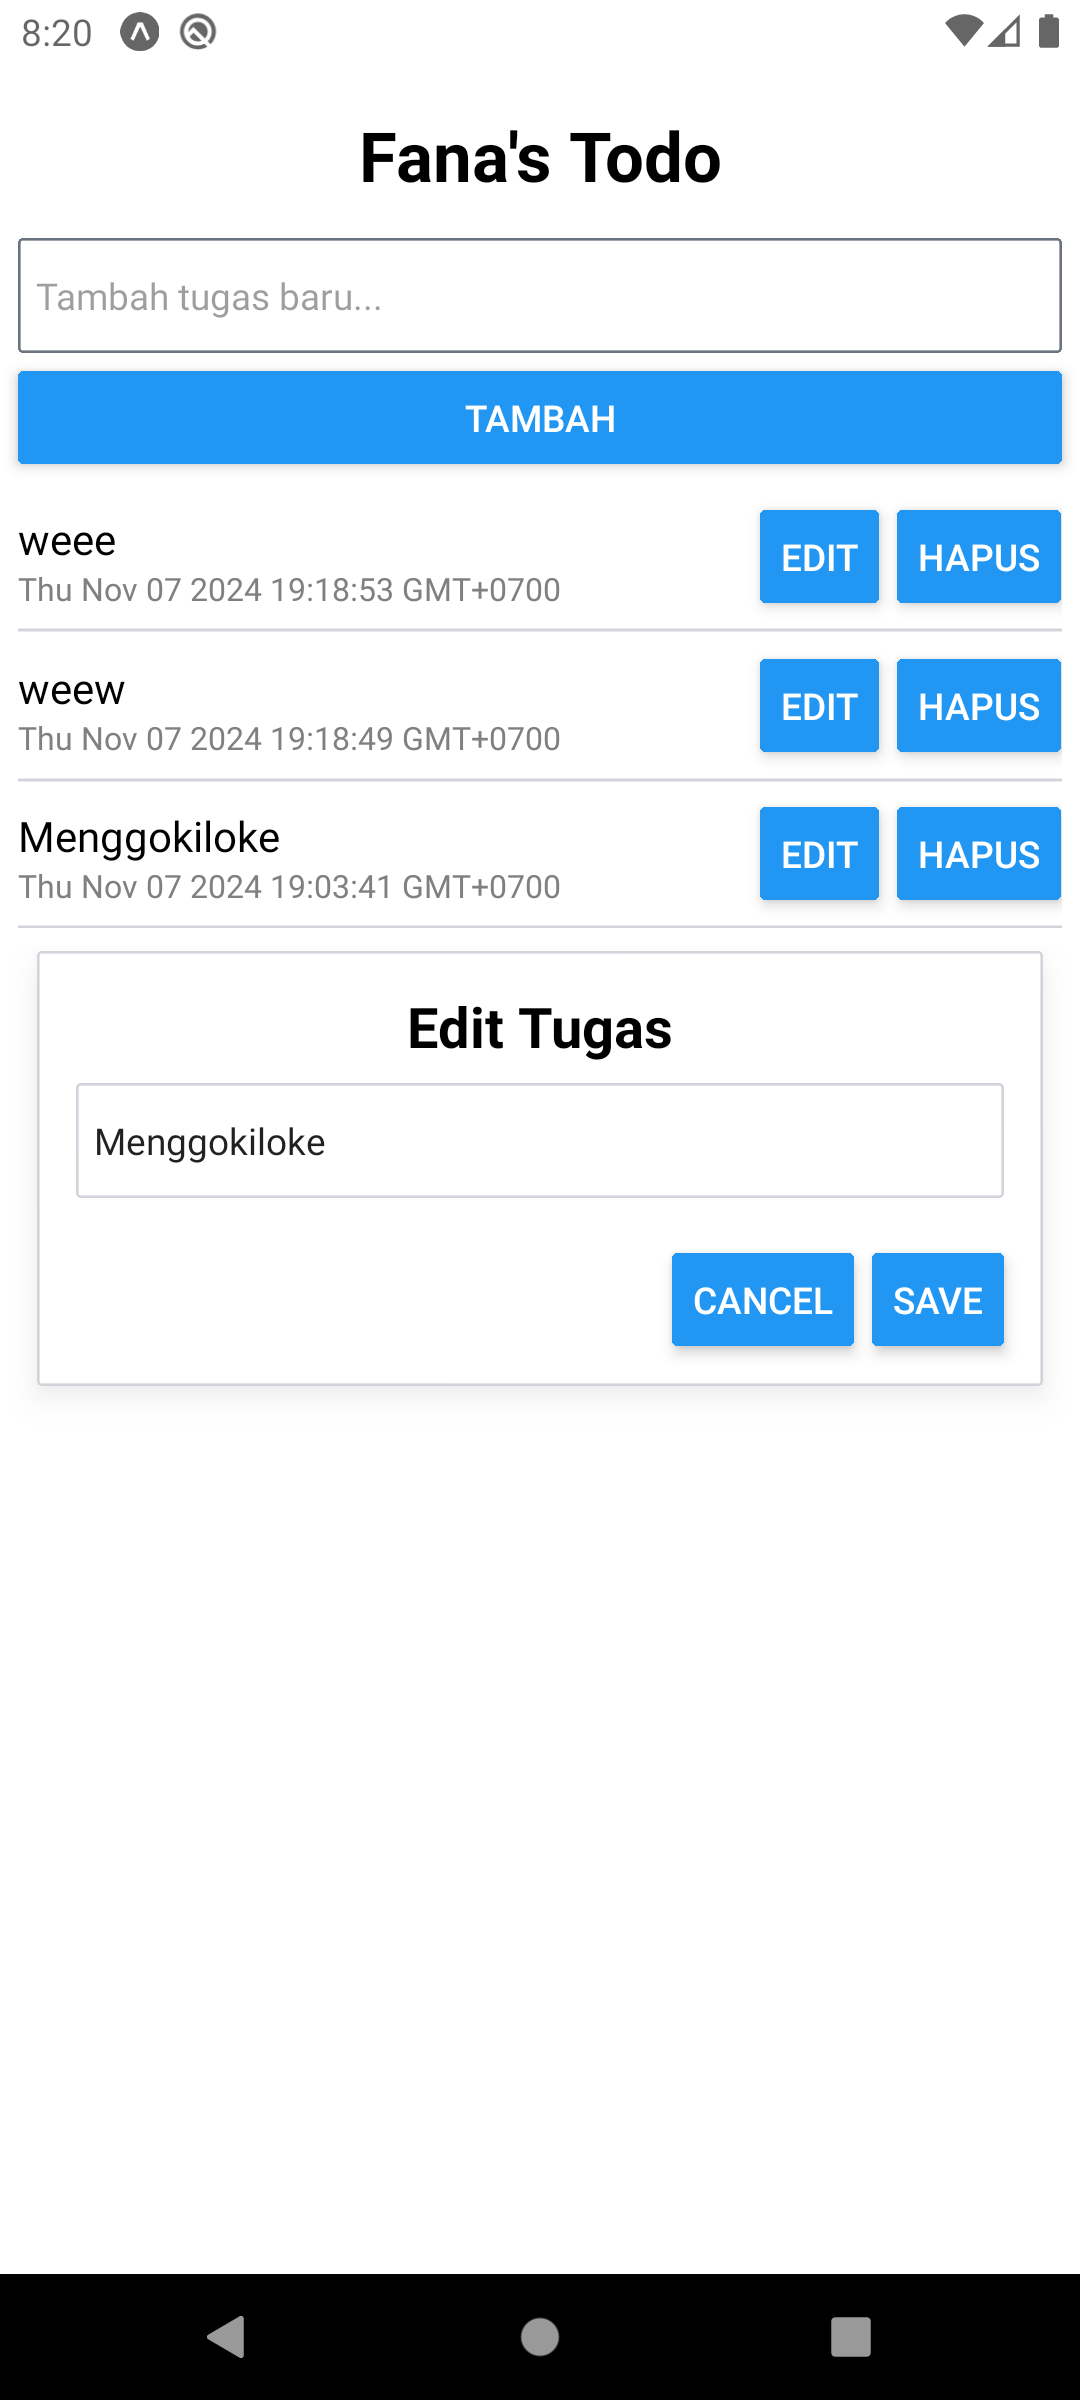 8:20
Fana's Todo
Tambah tugas baru...
TAMBAH
weee
Thu Nov 07 2024 19:18:53 GMT+0700
EDIT HAPUS
weew
Thu Nov 07 2024 19:18:49 GMT+0700
EDIT HAPUS
Menggokiloke
Thu Nov 07 2024 19:03:41 GMT+0700
EDIT HAPUS
Edit Tugas
Menggokiloke
CANCEL SAVE